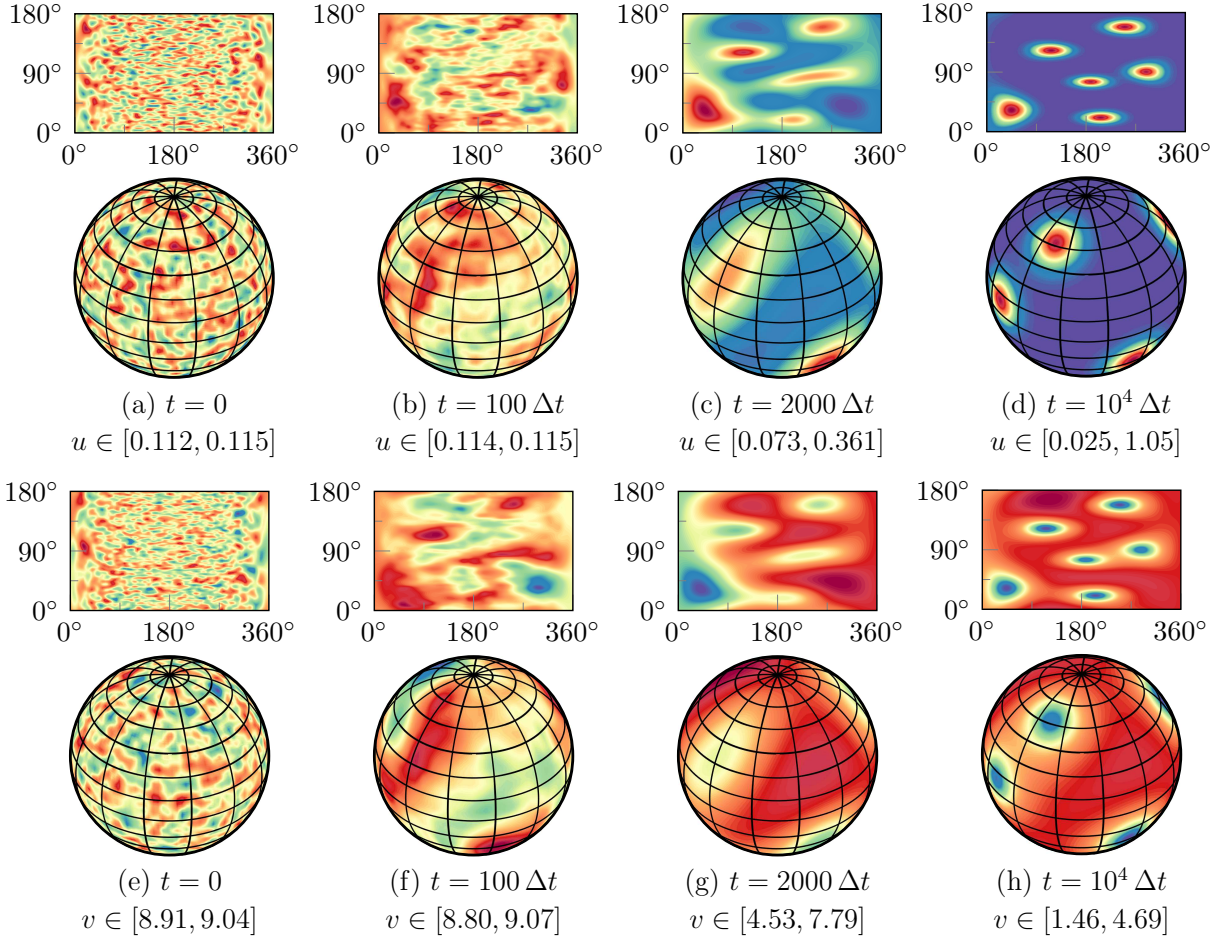 180° 180° 180° 180°
90° 90° 90° 90°
0° 0° 0° 0°
0° 180° 360° 0° 180° 360° 0° 180° 360° 0° 180° 360°
(a) t = 0 (b) t = 100 Δt (c) t = 2000 Δt (d) t = 10⁴ Δt
u ∈ [0.112, 0.115] u ∈ [0.114, 0.115] u ∈ [0.073, 0.361] u ∈ [0.025, 1.05]
180° 180° 180° 180°
90° 90° 90° 90°
0° 0° 0° 0°
0° 180° 360° 0° 180° 360° 0° 180° 360° 0° 180° 360°
(e) t = 0 (f) t = 100 Δt (g) t = 2000 Δt (h) t = 10⁴ Δt
v ∈ [8.91, 9.04] v ∈ [8.80, 9.07] v ∈ [4.53, 7.79] v ∈ [1.46, 4.69]